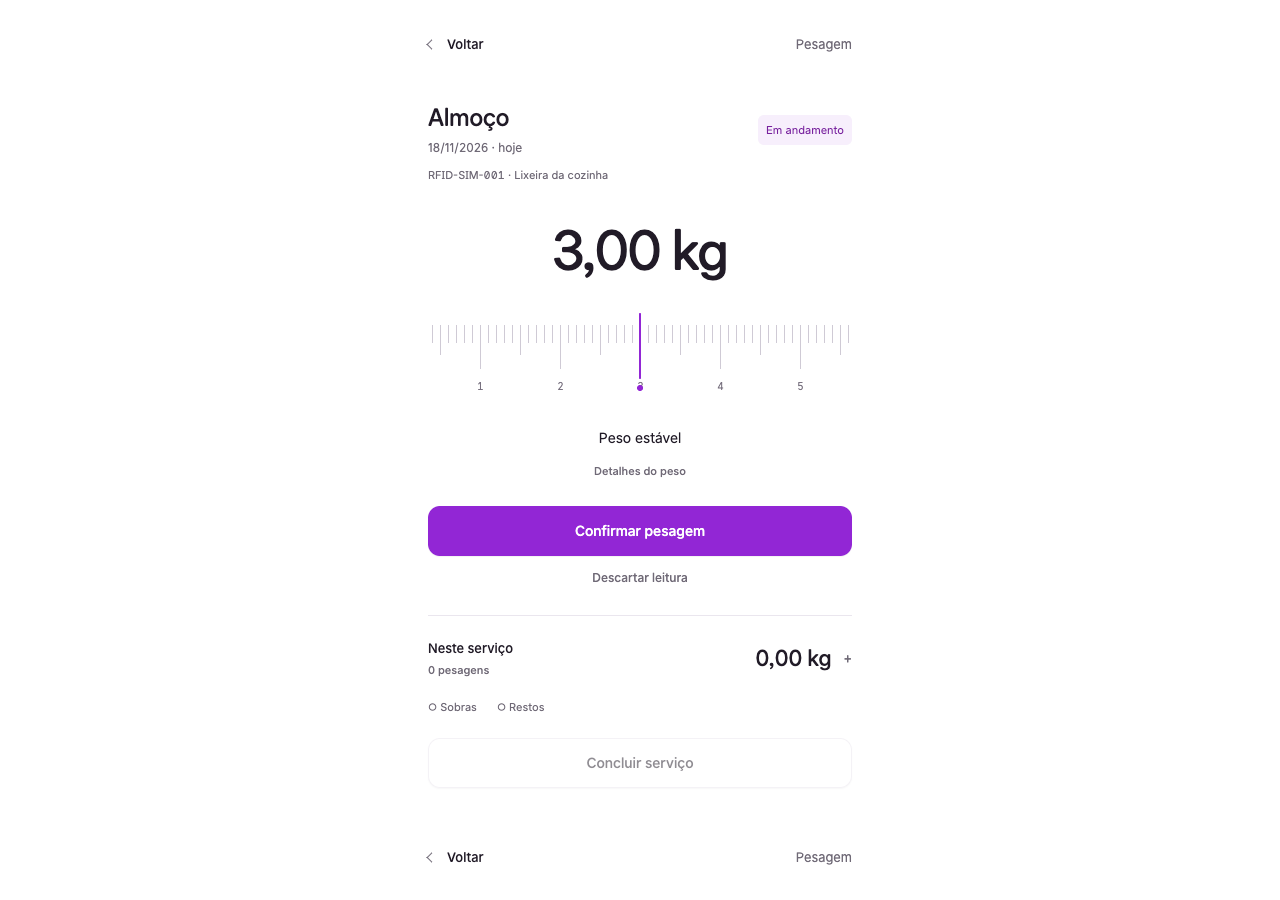 Voltar
Pesagem
Almoço
Em andamento
18/11/2026 · hoje
RFID-SIM-001 · Lixeira da cozinha
3,00 kg
1 2 3 4 5
Peso estável
Detalhes do peso
Confirmar pesagem
Descartar leitura
Neste serviço
0,00 kg +
0 pesagens
Sobras Restos
Concluir serviço
Voltar
Pesagem